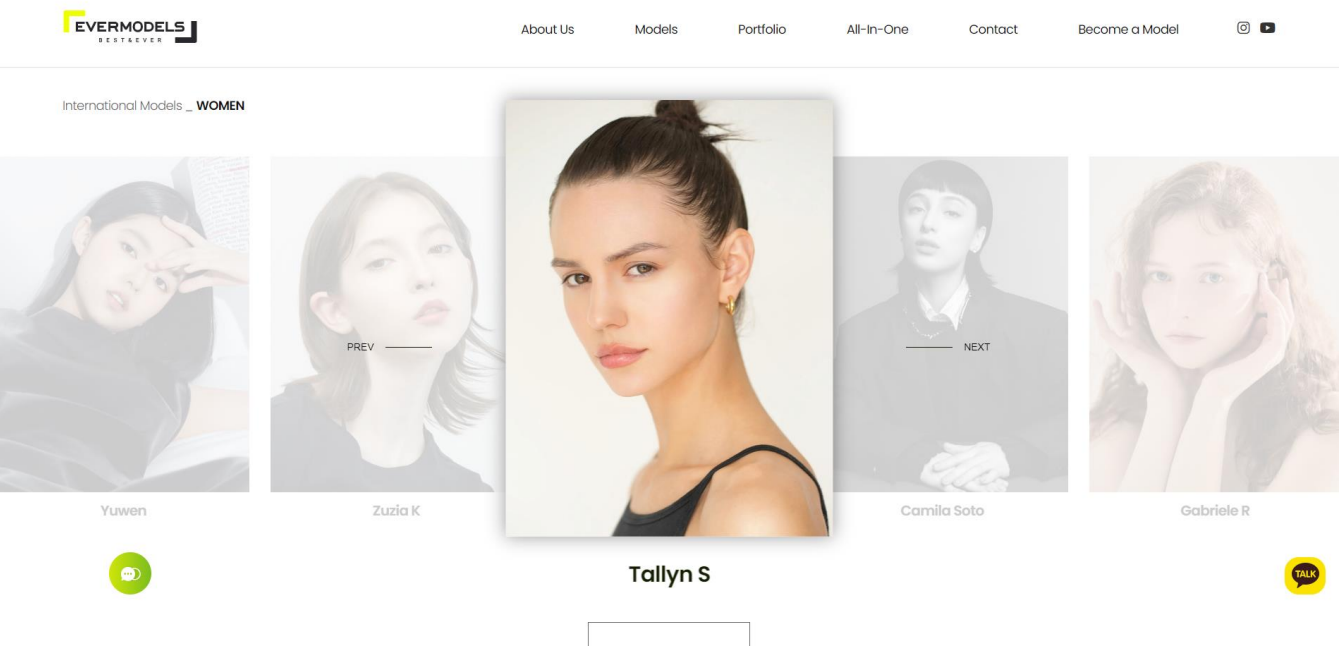 EVERMODELS
BEST&EVER
About Us
Models
Portfolio
All-In-One
Contact
Become a Model
International Models _ WOMEN
PREV
NEXT
Yuwen
Zuzia K
Camila Soto
Gabriele R
Tallyn S
TALK